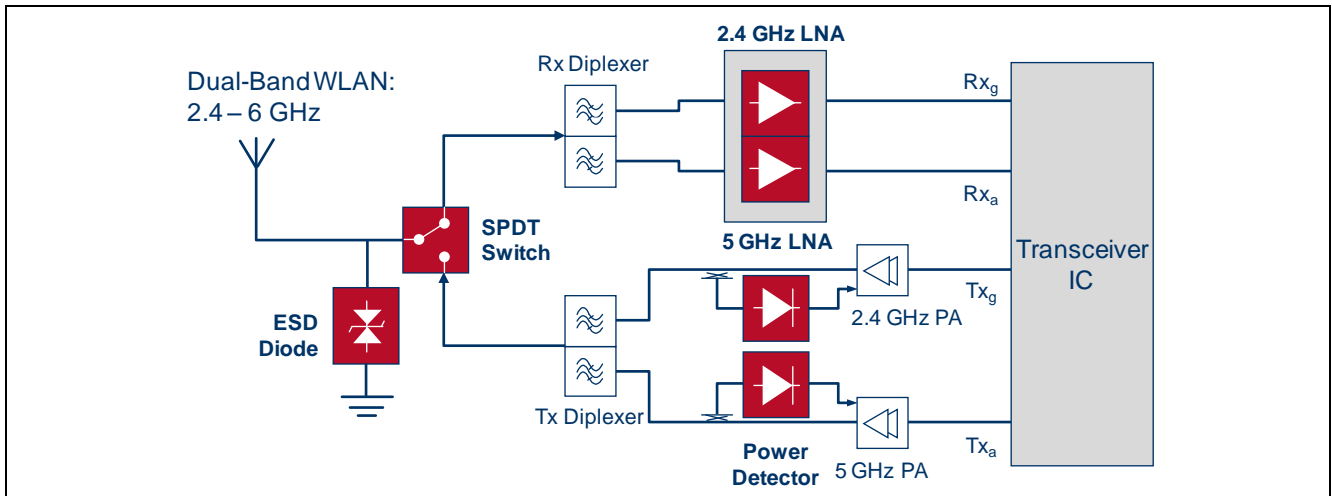 2.4 GHz LNA
Rx Diplexer
Dual-Band WLAN:
2.4 – 6 GHz
Rxg
Rxa
SPDT
Switch
5 GHz LNA
Transceiver
IC
Txg
2.4 GHz PA
ESD
Diode
Tx Diplexer
Txa
Power
Detector
5 GHz PA